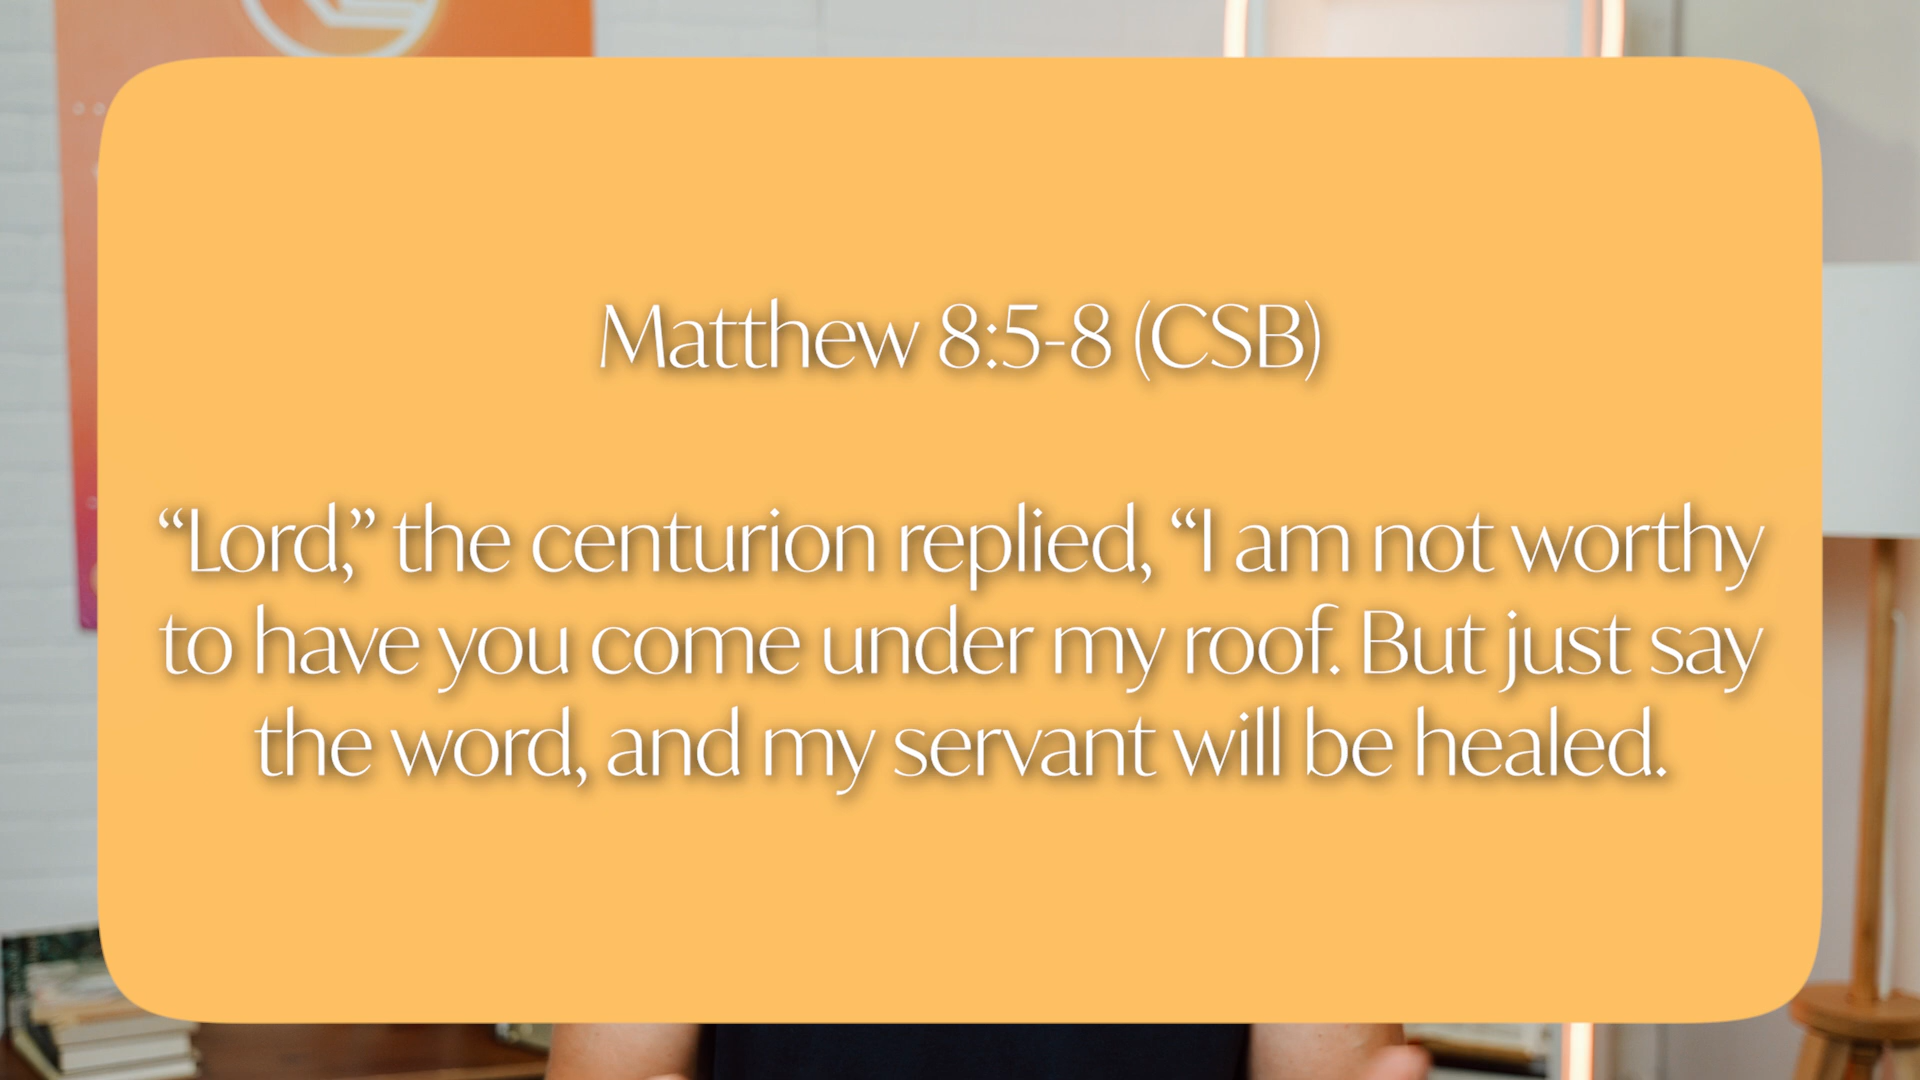 Matthew 8:5-8 (CSB)
“Lord,” the centurion replied, “I am not worthy
to have you come under my roof. But just say
the word, and my servant will be healed.